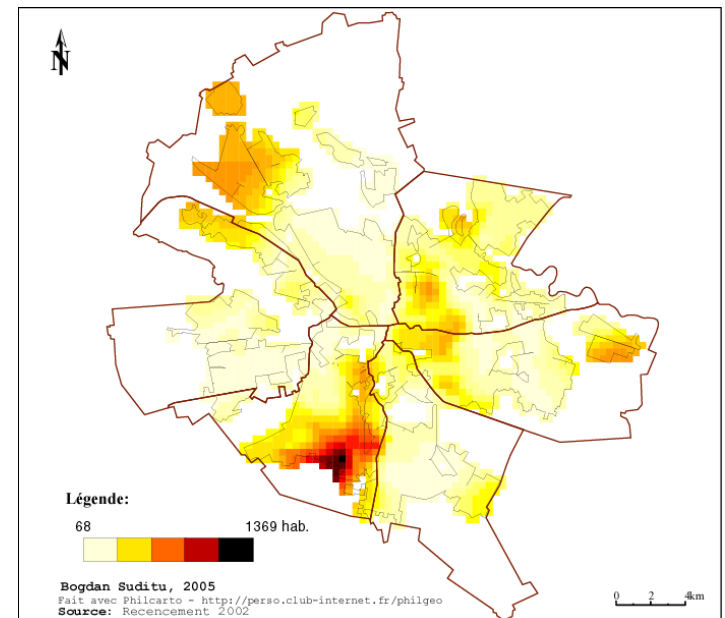 N
Légende:
68 1369 hab.
Bogdan Suditu, 2005
Fait avec Philcarto - http://perso.club-internet.fr/philgeo
Source: Recencement 2002
0 2 4km